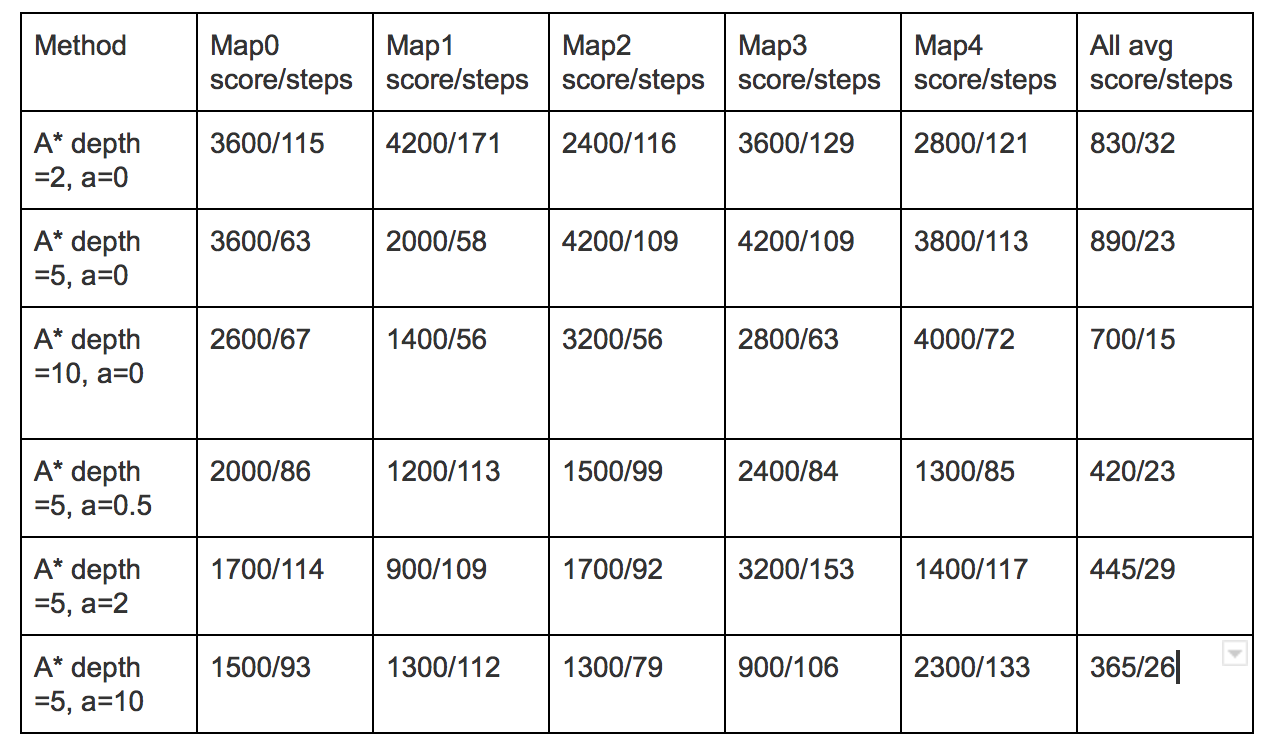 Method Map0 Map1 Map2 Map3 Map4 All avg
score/steps score/steps score/steps score/steps score/steps score/steps
A* depth 3600/115 4200/171 2400/116 3600/129 2800/121 830/32
=2, a=0
A* depth 3600/63 2000/58 4200/109 4200/109 3800/113 890/23
=5, a=0
A* depth 2600/67 1400/56 3200/56 2800/63 4000/72 700/15
=10, a=0
A* depth 2000/86 1200/113 1500/99 2400/84 1300/85 420/23
=5, a=0.5
A* depth 1700/114 900/109 1700/92 3200/153 1400/117 445/29
=5, a=2
A* depth 1500/93 1300/112 1300/79 900/106 2300/133 365/26
=5, a=10